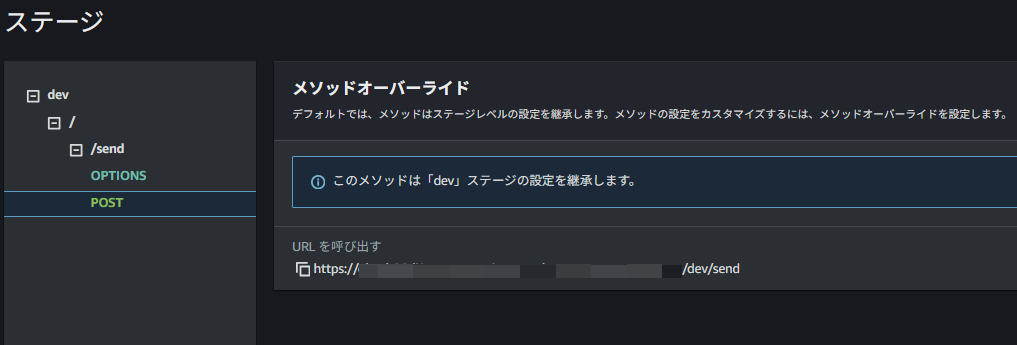 ステージ
dev
/
/send
OPTIONS
POST
メソッドオーバーライド
デフォルトでは、メソッドはステージレベルの設定を継承します。メソッドの設定をカスタマイズするには、メソッドオーバーライドを設定します。
このメソッドは「dev」ステージの設定を継承します。
URL を呼び出す
https:// /dev/send